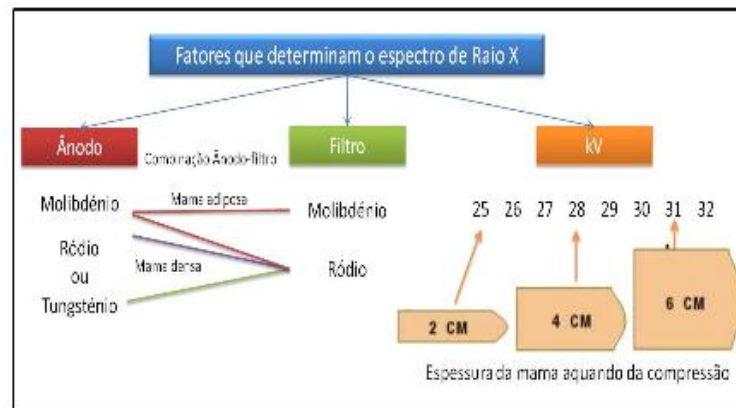 Fatores que determinam o espectro de Raio X
Ânodo
Combinação Ânodo-filtro
Filtro
kV
Molibdénio
Mama adiposa
Molibdénio
25 26 27 28 29 30 31 32
Ródio
ou
Tungsténio
Mama densa
Ródio
2 CM
4 CM
6 CM
Espessura da mama aquando da compressão